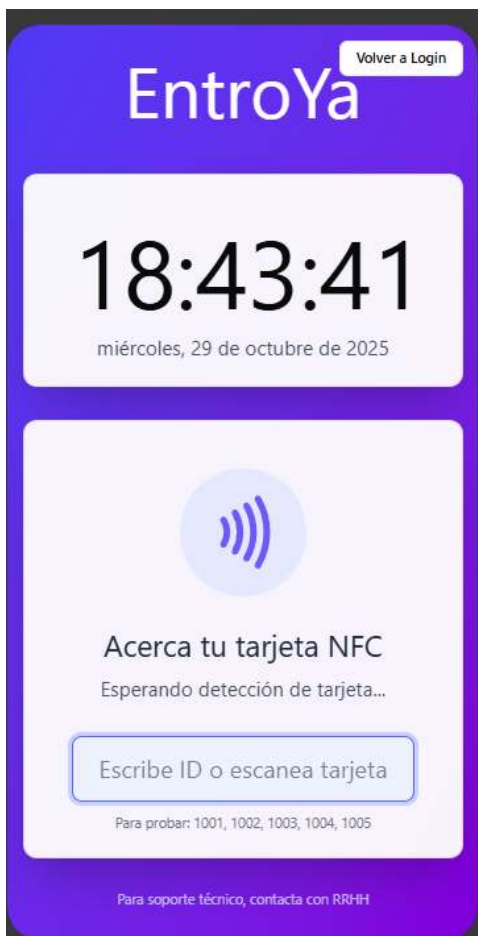 Volver a Login
EntroYa
18:43:41
miércoles, 29 de octubre de 2025
Acerca tu tarjeta NFC
Esperando detección de tarjeta...
Escribe ID o escanea tarjeta
Para probar: 1001, 1002, 1003, 1004, 1005
Para soporte técnico, contacta con RRHH